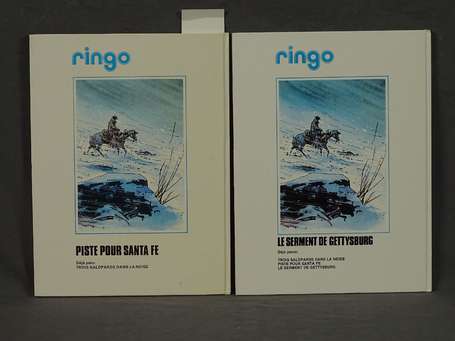 ringo
PISTE POUR SANTA FE
Déjà paru:
TROIS SALOPARDS DANS LA NEIGE
ringo
LE SERMENT DE GETTYSBURG
Déjà parus:
TROIS SALOPARDS DANS LA NEIGE
PISTE POUR SANTA FE
LE SERMENT DE GETTYSBURG